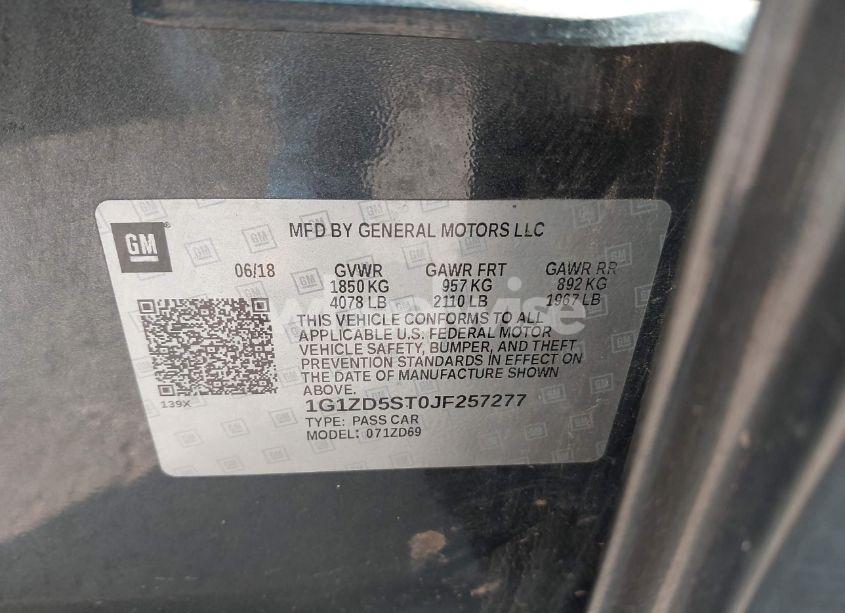 GM
MFD BY GENERAL MOTORS LLC
06/18 GVWR GAWR FRT GAWR RR
1850 KG 957 KG 892 KG
4078 LB 2110 LB 1967 LB
THIS VEHICLE CONFORMS TO ALL
APPLICABLE U.S. FEDERAL MOTOR
VEHICLE SAFETY, BUMPER, AND THEFT
PREVENTION STANDARDS IN EFFECT ON
THE DATE OF MANUFACTURE SHOWN
ABOVE.
139X
1G1ZD5ST0JF257277
TYPE: PASS CAR
MODEL: 071ZD69